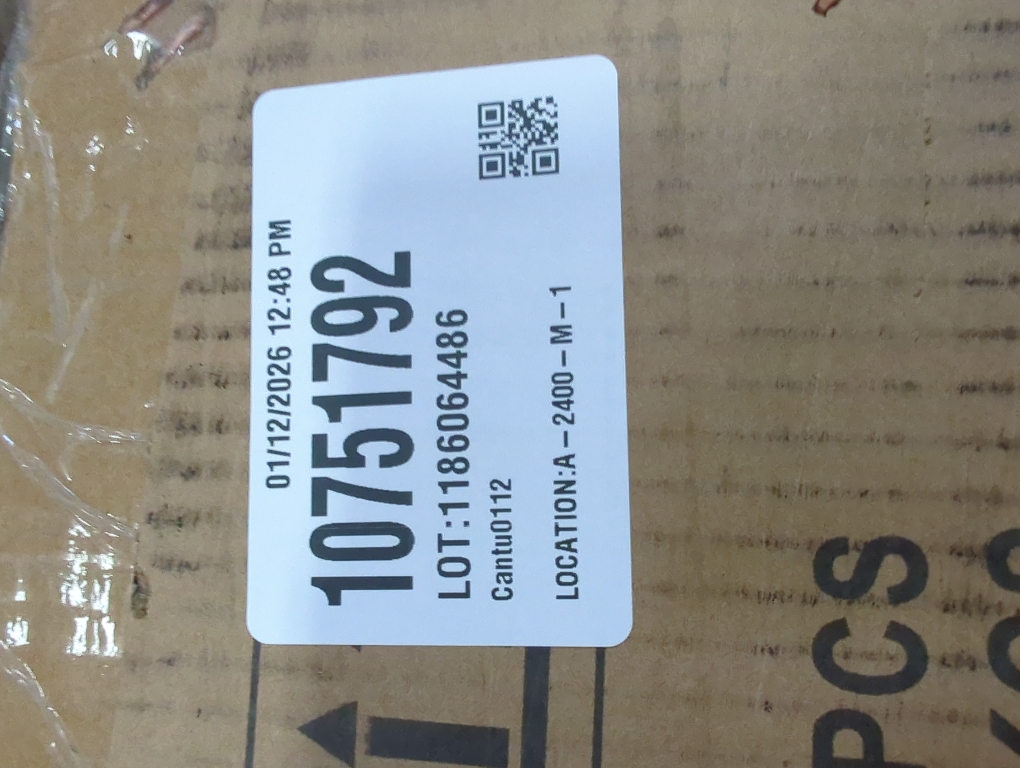 01/12/2026 12:48 PM
10751792
LOT:1186064486
Cantu0112
LOCATION:A-2400-M-1
PCS